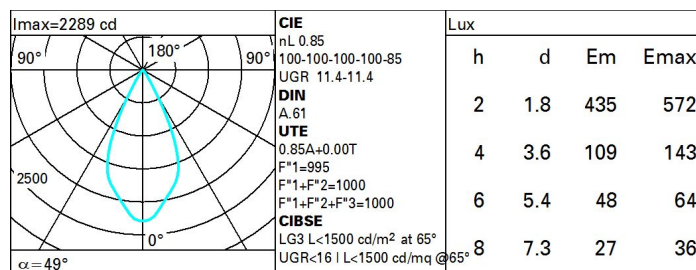 Imax=2289 cd
90° 180° 90°
2500
0°
α=49°
CIE
nL 0.85
100-100-100-100-85
UGR 11.4-11.4
DIN
A.61
UTE
0.85A+0.00T
F"1=995
F"1+F"2=1000
F"1+F"2+F"3=1000
CIBSE
LG3 L<1500 cd/m² at 65°
UGR<16 | L<1500 cd/mq @65°
Lux
h d Em Emax
2 1.8 435 572
4 3.6 109 143
6 5.4 48 64
8 7.3 27 36